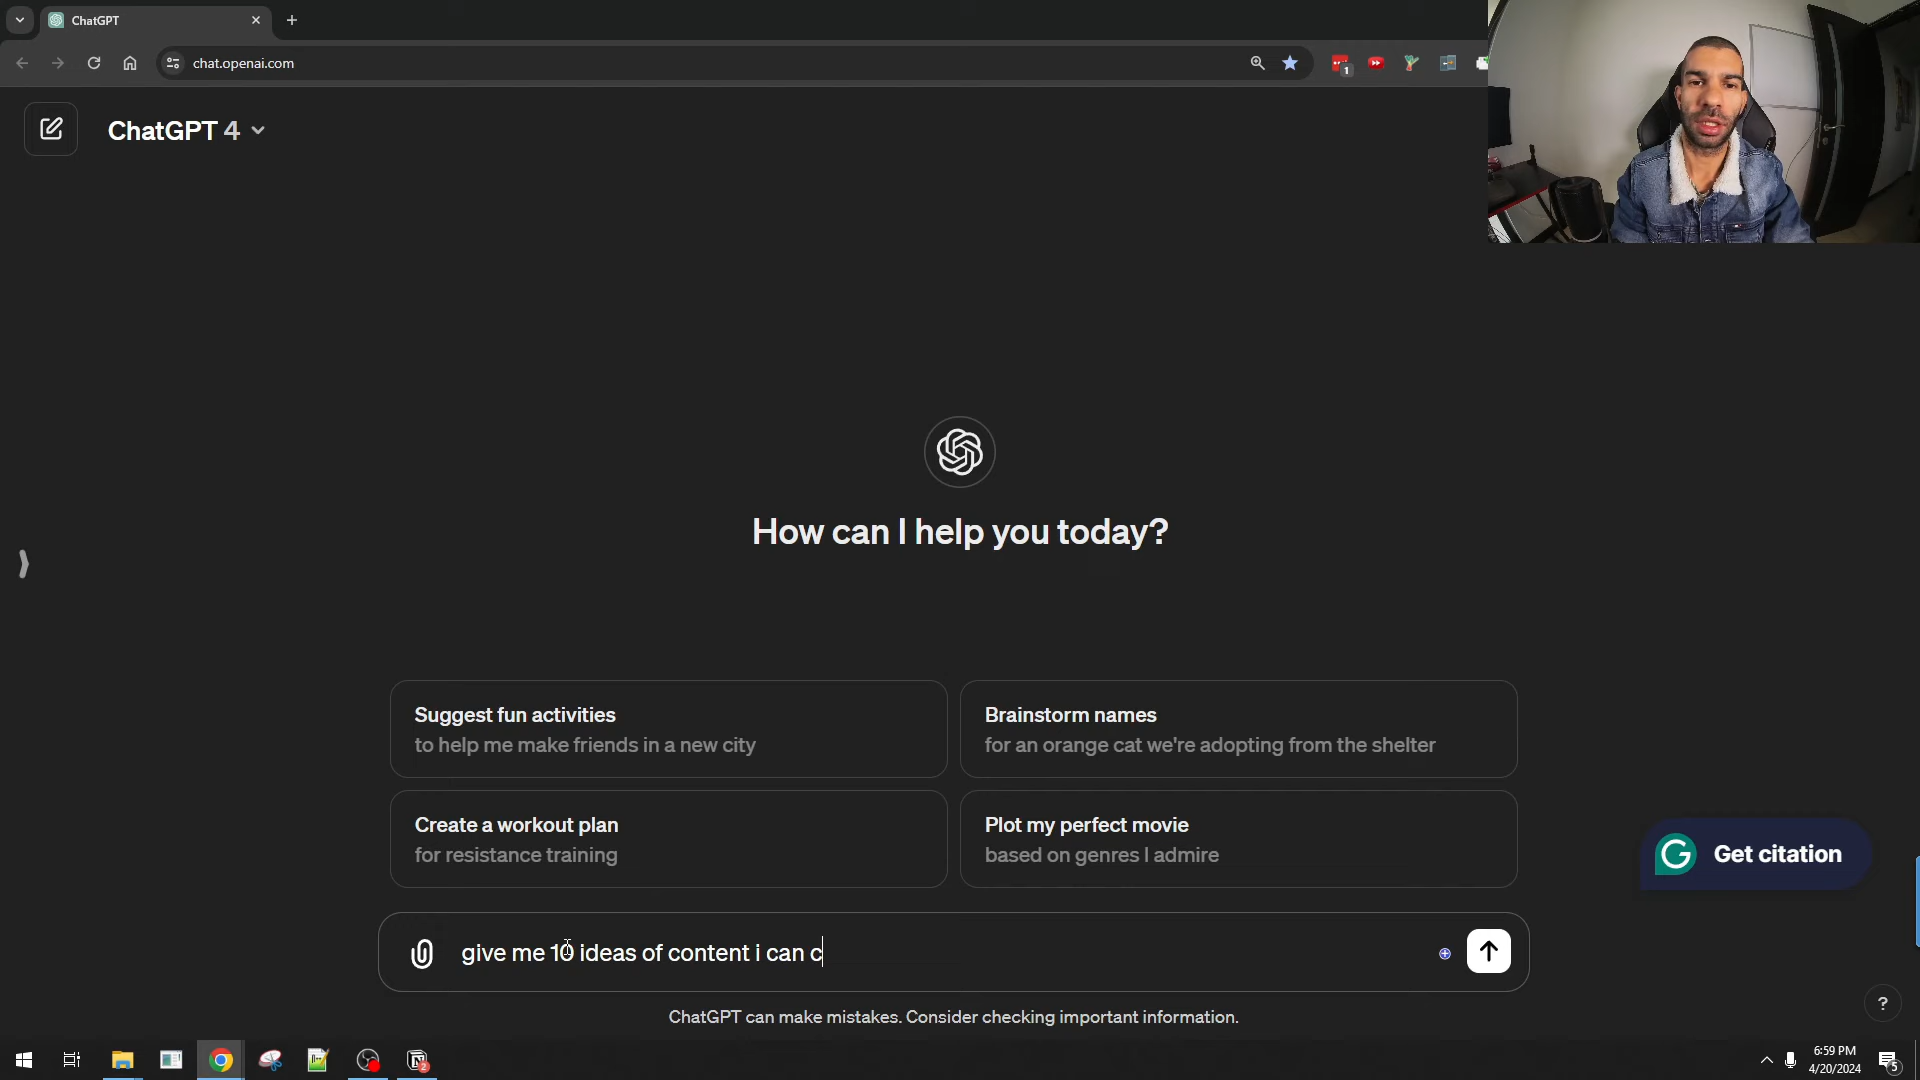 ChatGPT
chat.openai.com
1
ChatGPT 4
How can I help you today?
Suggest fun activities
to help me make friends in a new city
Brainstorm names
for an orange cat we're adopting from the shelter
Create a workout plan
for resistance training
Plot my perfect movie
based on genres I admire
G Get citation
give me 10 ideas of content i can c
ChatGPT can make mistakes. Consider checking important information.
?
2
6:59 PM
4/20/2024
5